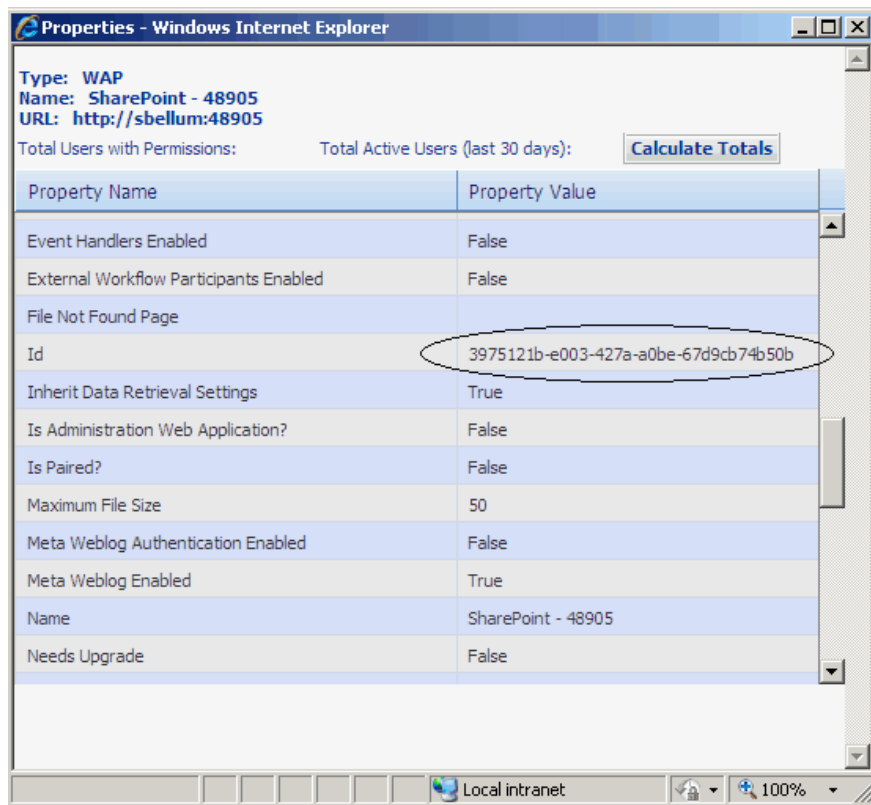 Properties - Windows Internet Explorer
Type: WAP
Name: SharePoint - 48905
URL: http://sbellum:48905
Total Users with Permissions: Total Active Users (last 30 days): Calculate Totals
Property Name Property Value
Event Handlers Enabled False
External Workflow Participants Enabled False
File Not Found Page
Id 3975121b-e003-427a-a0be-67d9cb74b50b
Inherit Data Retrieval Settings True
Is Administration Web Application? False
Is Paired? False
Maximum File Size 50
Meta Weblog Authentication Enabled False
Meta Weblog Enabled True
Name SharePoint - 48905
Needs Upgrade False
Local intranet 100%